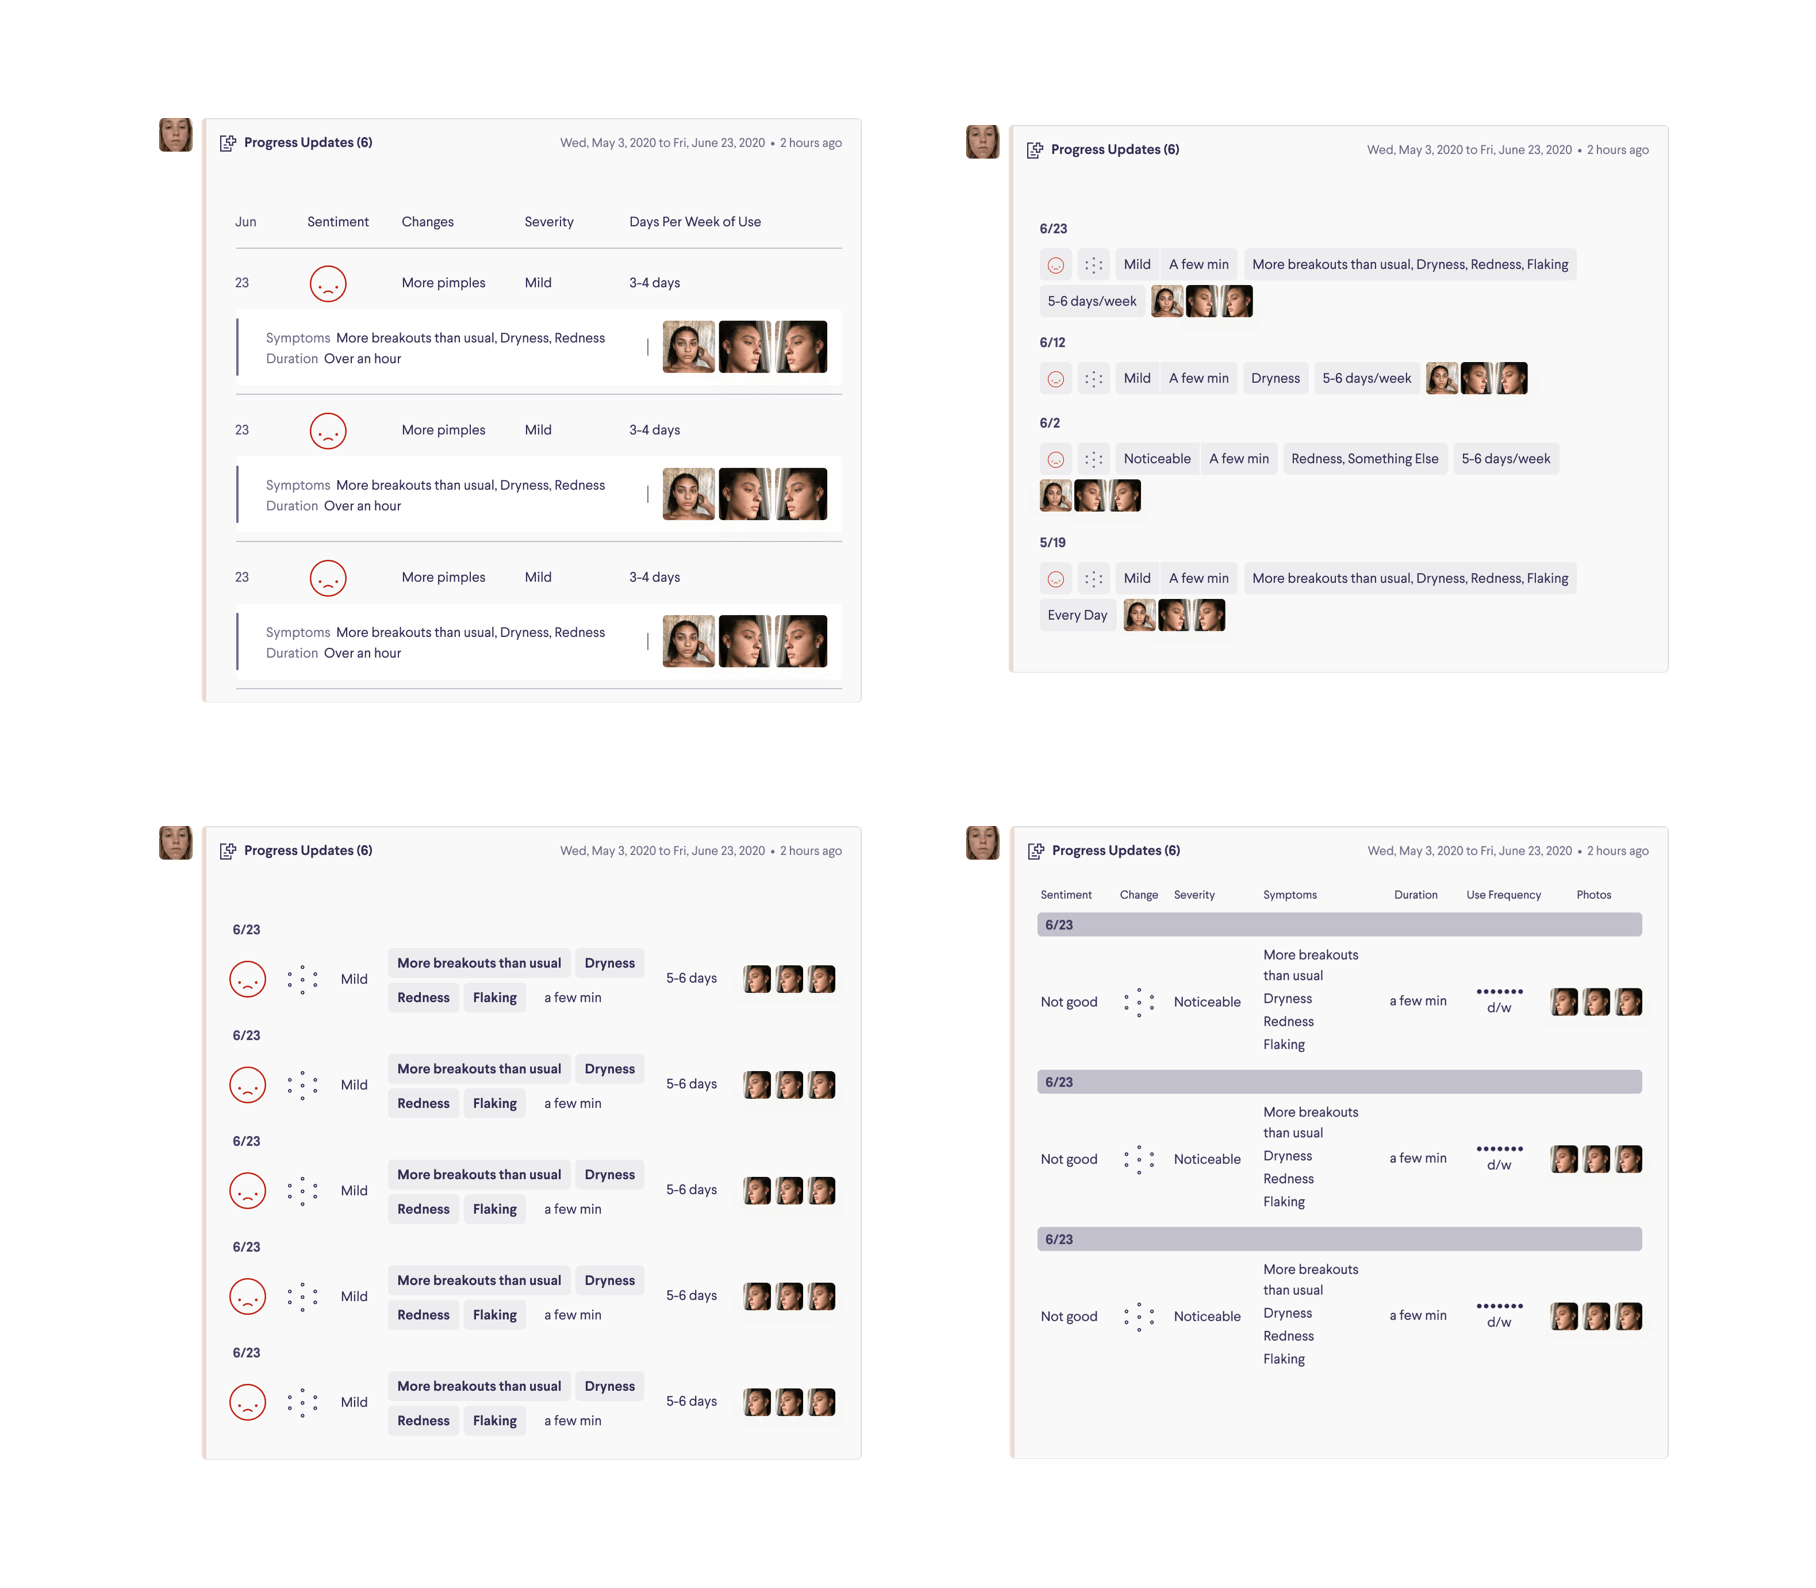 Progress Updates (6) Wed, May 3, 2020 to Fri, June 23, 2020 • 2 hours ago
Jun Sentiment Changes Severity Days Per Week of Use
23 More pimples Mild 3-4 days
Symptoms More breakouts than usual, Dryness, Redness
Duration Over an hour
23 More pimples Mild 3-4 days
Symptoms More breakouts than usual, Dryness, Redness
Duration Over an hour
23 More pimples Mild 3-4 days
Symptoms More breakouts than usual, Dryness, Redness
Duration Over an hour
Progress Updates (6) Wed, May 3, 2020 to Fri, June 23, 2020 • 2 hours ago
6/23
Mild A few min More breakouts than usual, Dryness, Redness, Flaking
5-6 days/week
6/12
Mild A few min Dryness 5-6 days/week
6/2
Noticeable A few min Redness, Something Else 5-6 days/week
5/19
Mild A few min More breakouts than usual, Dryness, Redness, Flaking
Every Day
Progress Updates (6) Wed, May 3, 2020 to Fri, June 23, 2020 • 2 hours ago
6/23
Mild More breakouts than usual Dryness 5-6 days
Redness Flaking a few min
6/23
Mild More breakouts than usual Dryness 5-6 days
Redness Flaking a few min
6/23
Mild More breakouts than usual Dryness 5-6 days
Redness Flaking a few min
6/23
Mild More breakouts than usual Dryness 5-6 days
Redness Flaking a few min
6/23
Mild More breakouts than usual Dryness 5-6 days
Redness Flaking a few min
Progress Updates (6) Wed, May 3, 2020 to Fri, June 23, 2020 • 2 hours ago
Sentiment Change Severity Symptoms Duration Use Frequency Photos
6/23
More breakouts
than usual
Dryness
Not good Noticeable a few min d/w
Redness
Flaking
6/23
More breakouts
than usual
Dryness
Not good Noticeable a few min d/w
Redness
Flaking
6/23
More breakouts
than usual
Dryness
Not good Noticeable a few min d/w
Redness
Flaking